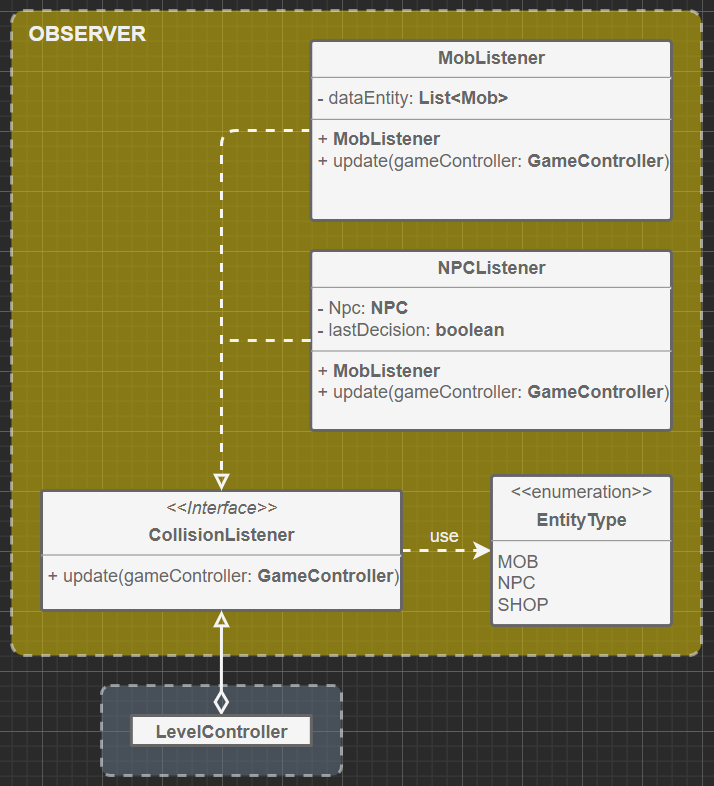 OBSERVER
MobListener
- dataEntity: List<Mob>
+ MobListener
+ update(gameController: GameController)
NPCListener
- Npc: NPC
- lastDecision: boolean
+ MobListener
+ update(gameController: GameController)
<<Interface>>
CollisionListener
+ update(gameController: GameController)
use
<<enumeration>>
EntityType
MOB
NPC
SHOP
LevelController